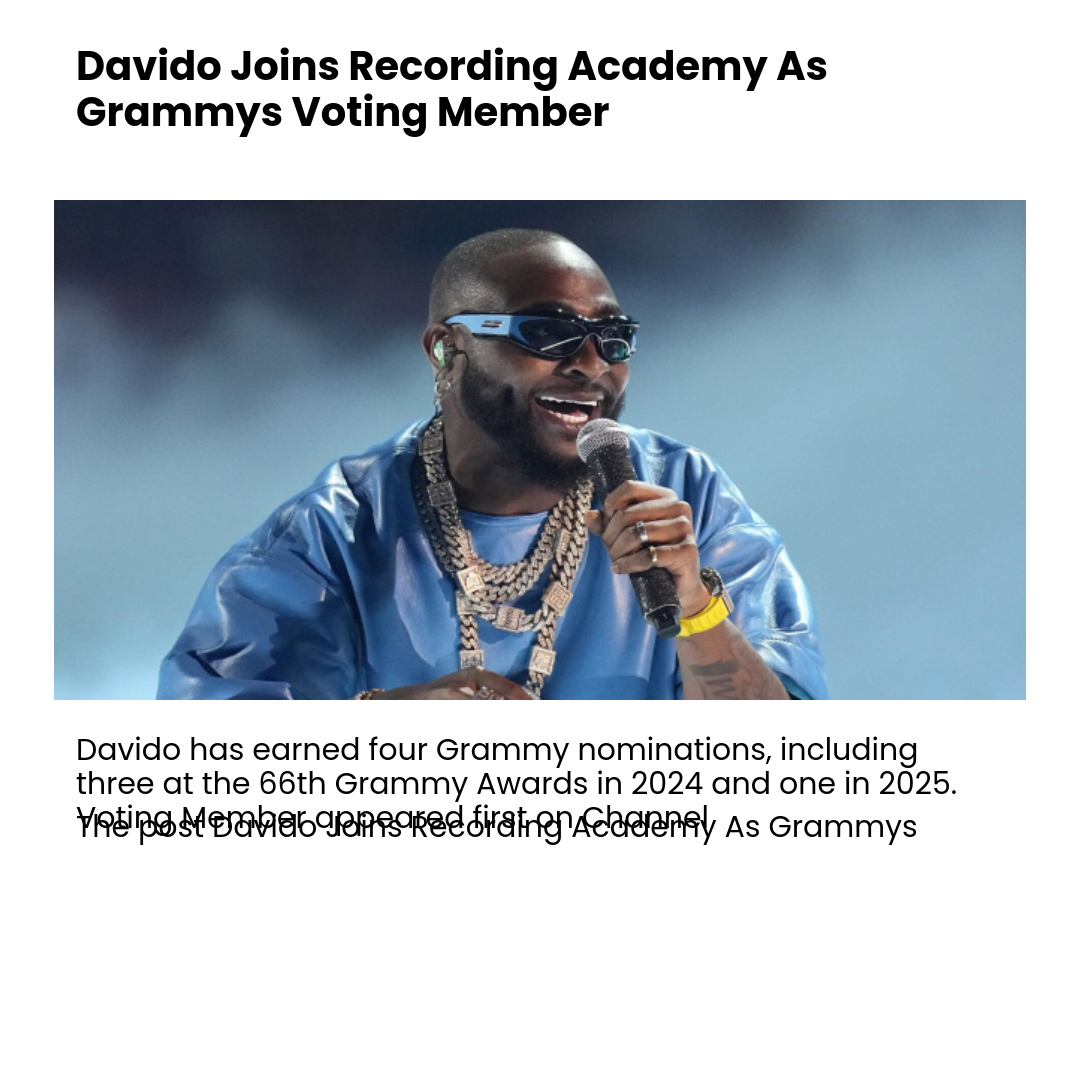 Davido Joins Recording Academy As
Grammys Voting Member
Davido has earned four Grammy nominations, including
three at the 66th Grammy Awards in 2024 and one in 2025.
Voting Member appeared first on Channel
The post Davido Joins Recording Academy As Grammys